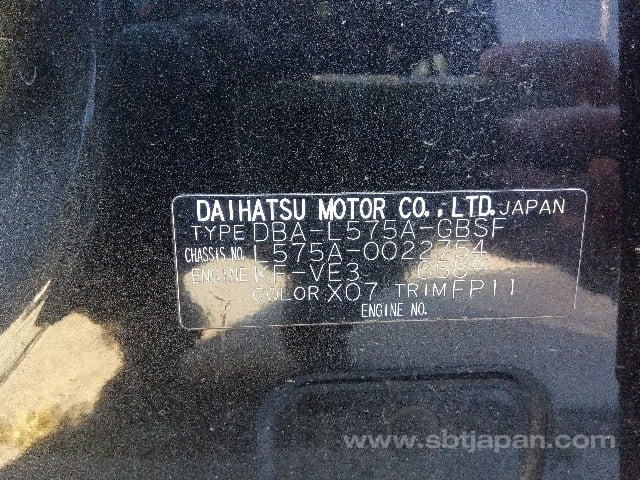 DAIHATSU MOTOR CO., LTD. JAPAN
TYPE DBA-L575A-GBSF
CHASSIS NO. L575A-0022754
ENGINE KF-VE3 658
COLOR X07 TRIM FP11
ENGINE NO.
www.sbtjapan.com